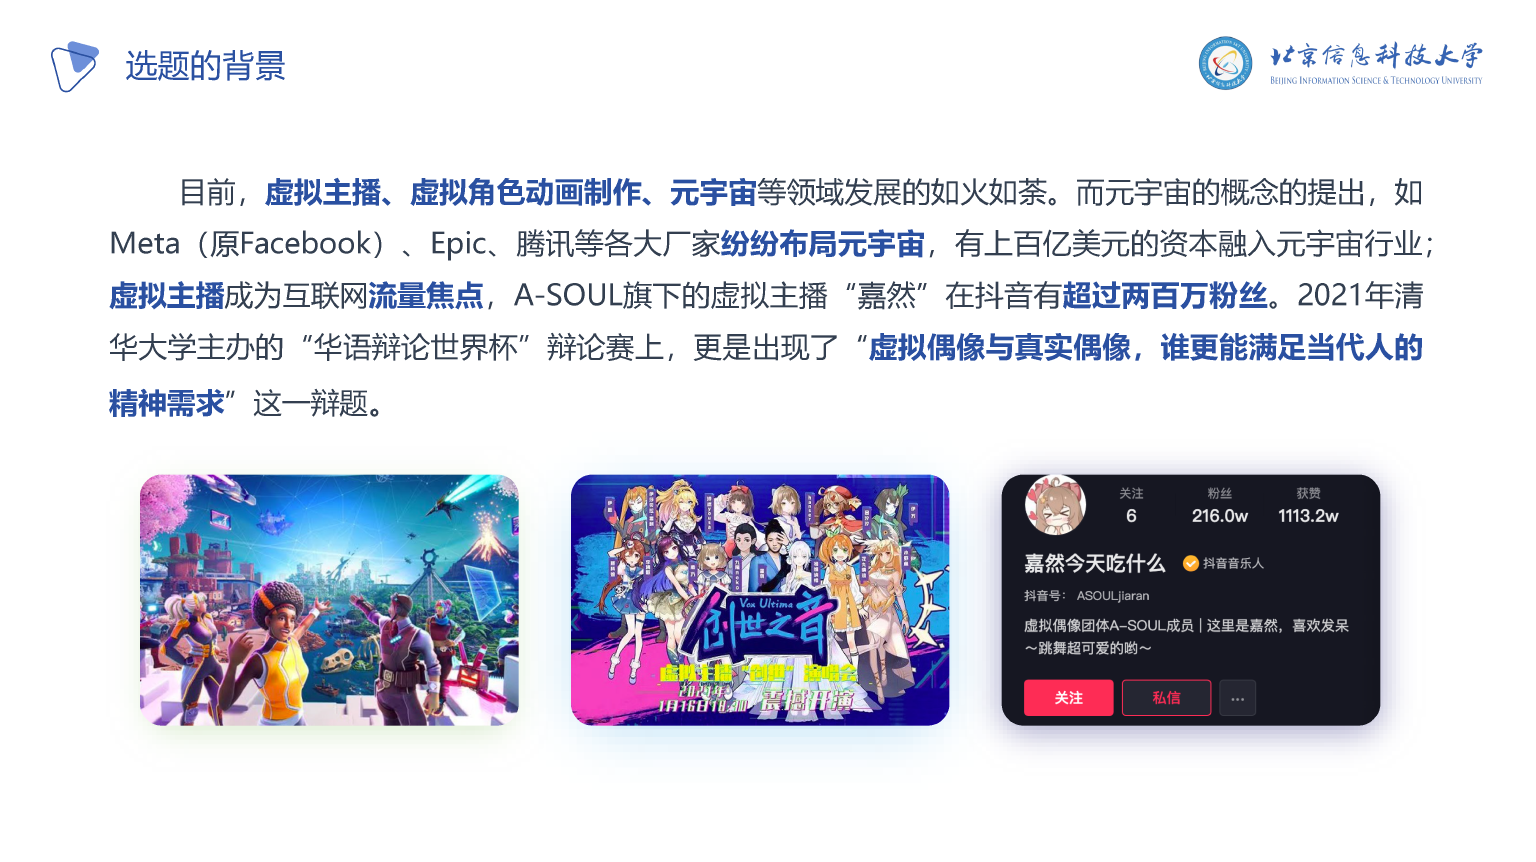 选题的背景
北京信息科技大学
BEIJING INFORMATION SCIENCE & TECHNOLOGY UNIVERSITY
目前，虚拟主播、虚拟角色动画制作、元宇宙等领域发展的如火如荼。而元宇宙的概念的提出，如
Meta（原Facebook）、Epic、腾讯等各大厂家纷纷布局元宇宙，有上百亿美元的资本融入元宇宙行业；
虚拟主播成为互联网流量焦点，A-SOUL旗下的虚拟主播“嘉然”在抖音有超过两百万粉丝。2021年清
华大学主办的“华语辩论世界杯”辩论赛上，更是出现了“虚拟偶像与真实偶像，谁更能满足当代人的
精神需求”这一辩题。
Vox Ultima
创世之音
虚拟主播“创世”演唱会
2021年
1月16日18:00 震撼开演
关注 粉丝 获赞
6 216.0w 1113.2w
嘉然今天吃什么 抖音音乐人
抖音号： ASOULjiaran
虚拟偶像团体A-SOUL成员 | 这里是嘉然，喜欢发呆
～跳舞超可爱的哟～
关注 私信 ...